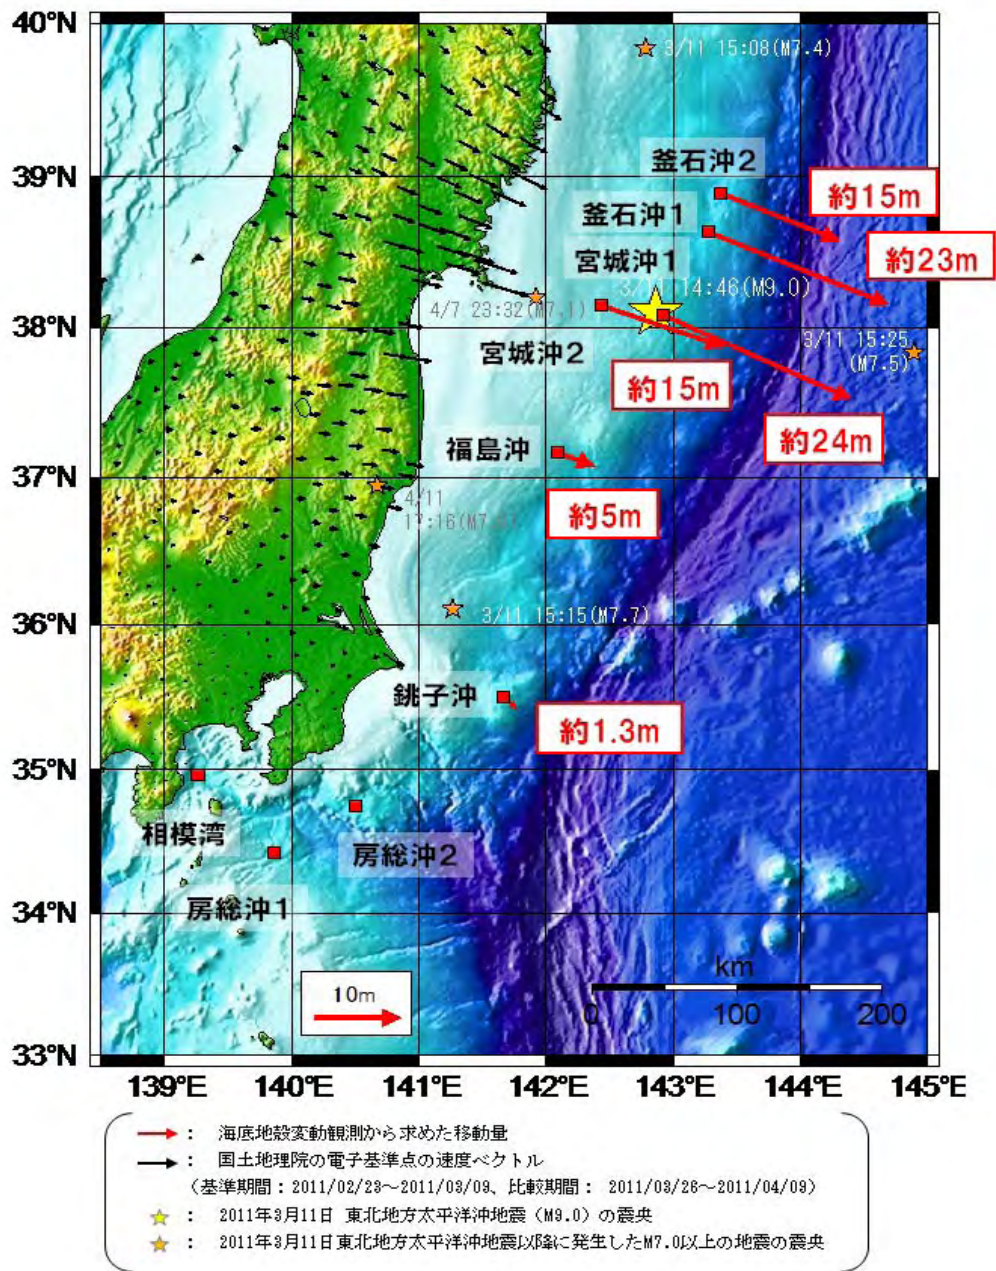 40°N
3/11 15:08(M7.4)
39°N
釜石沖2
約15m
釜石沖1
約23m
宮城沖1
3/11 14:46(M9.0)
4/7 23:32(M7.1)
38°N
3/11 15:25
(M7.5)
宮城沖2
約15m
約24m
福島沖
37°N
4/11
約5m
17:16(M7.0)
36°N
3/11 15:15(M7.7)
銚子沖
約1.3m
35°N
相模湾
房総沖2
房総沖1
34°N
km
10m
0 100 200
33°N
139°E 140°E 141°E 142°E 143°E 144°E 145°E
: 海底地殻変動観測から求めた移動量
: 国土地理院の電子基準点の速度ベクトル
(基準期間:2011/02/23～2011/03/09、比較期間: 2011/03/26～2011/04/09)
: 2011年3月11日 東北地方太平洋沖地震（M9.0）の震央
: 2011年3月11日東北地方太平洋沖地震以降に発生したM7.0以上の地震の震央